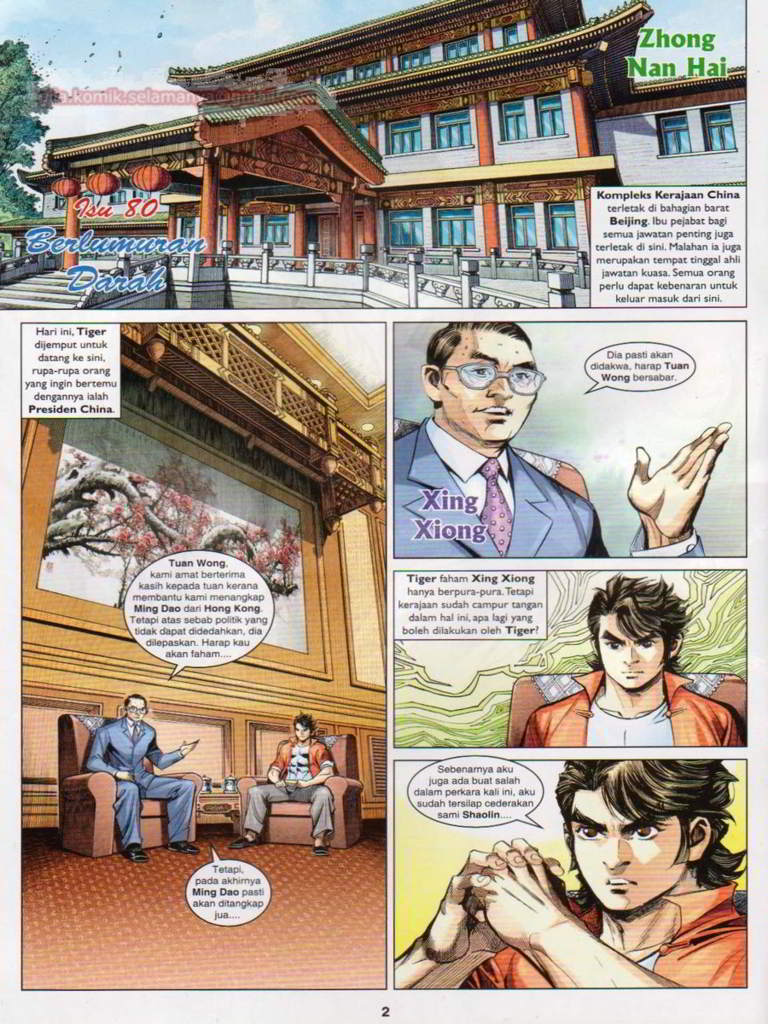 Zhong
Nan Hai
Isu 80
Berlumuran
Darah
Kompleks Kerajaan China
terletak di bahagian barat
Beijing. Ibu pejabat bagi
semua jawatan penting juga
terletak di sini. Malahan ia juga
merupakan tempat tinggal ahli
jawatan kuasa. Semua orang
perlu dapat kebenaran untuk
keluar masuk dari sini.
Hari ini, Tiger
dijemput untuk
datang ke sini,
rupa-rupa orang
yang ingin bertemu
dengannya ialah
Presiden China.
Tuan Wong,
kami amat berterima
kasih kepada tuan kerana
membantu kami menangkap
Ming Dao dari Hong Kong.
Tetapi atas sebab politik yang
tidak dapat didedahkan, dia
dilepaskan. Harap kau
akan faham....
Tetapi,
pada akhirnya
Ming Dao pasti
akan ditangkap
jua....
Dia pasti akan
didakwa, harap Tuan
Wong bersabar.
Xing
Xiong
Tiger faham Xing Xiong
hanya berpura-pura. Tetapi
kerajaan sudah campur tangan
dalam hal ini, apa lagi yang
boleh dilakukan oleh Tiger?
Sebenarnya aku
juga ada buat salah
dalam perkara kali ini, aku
sudah tersilap cederakan
sami Shaolin....
2